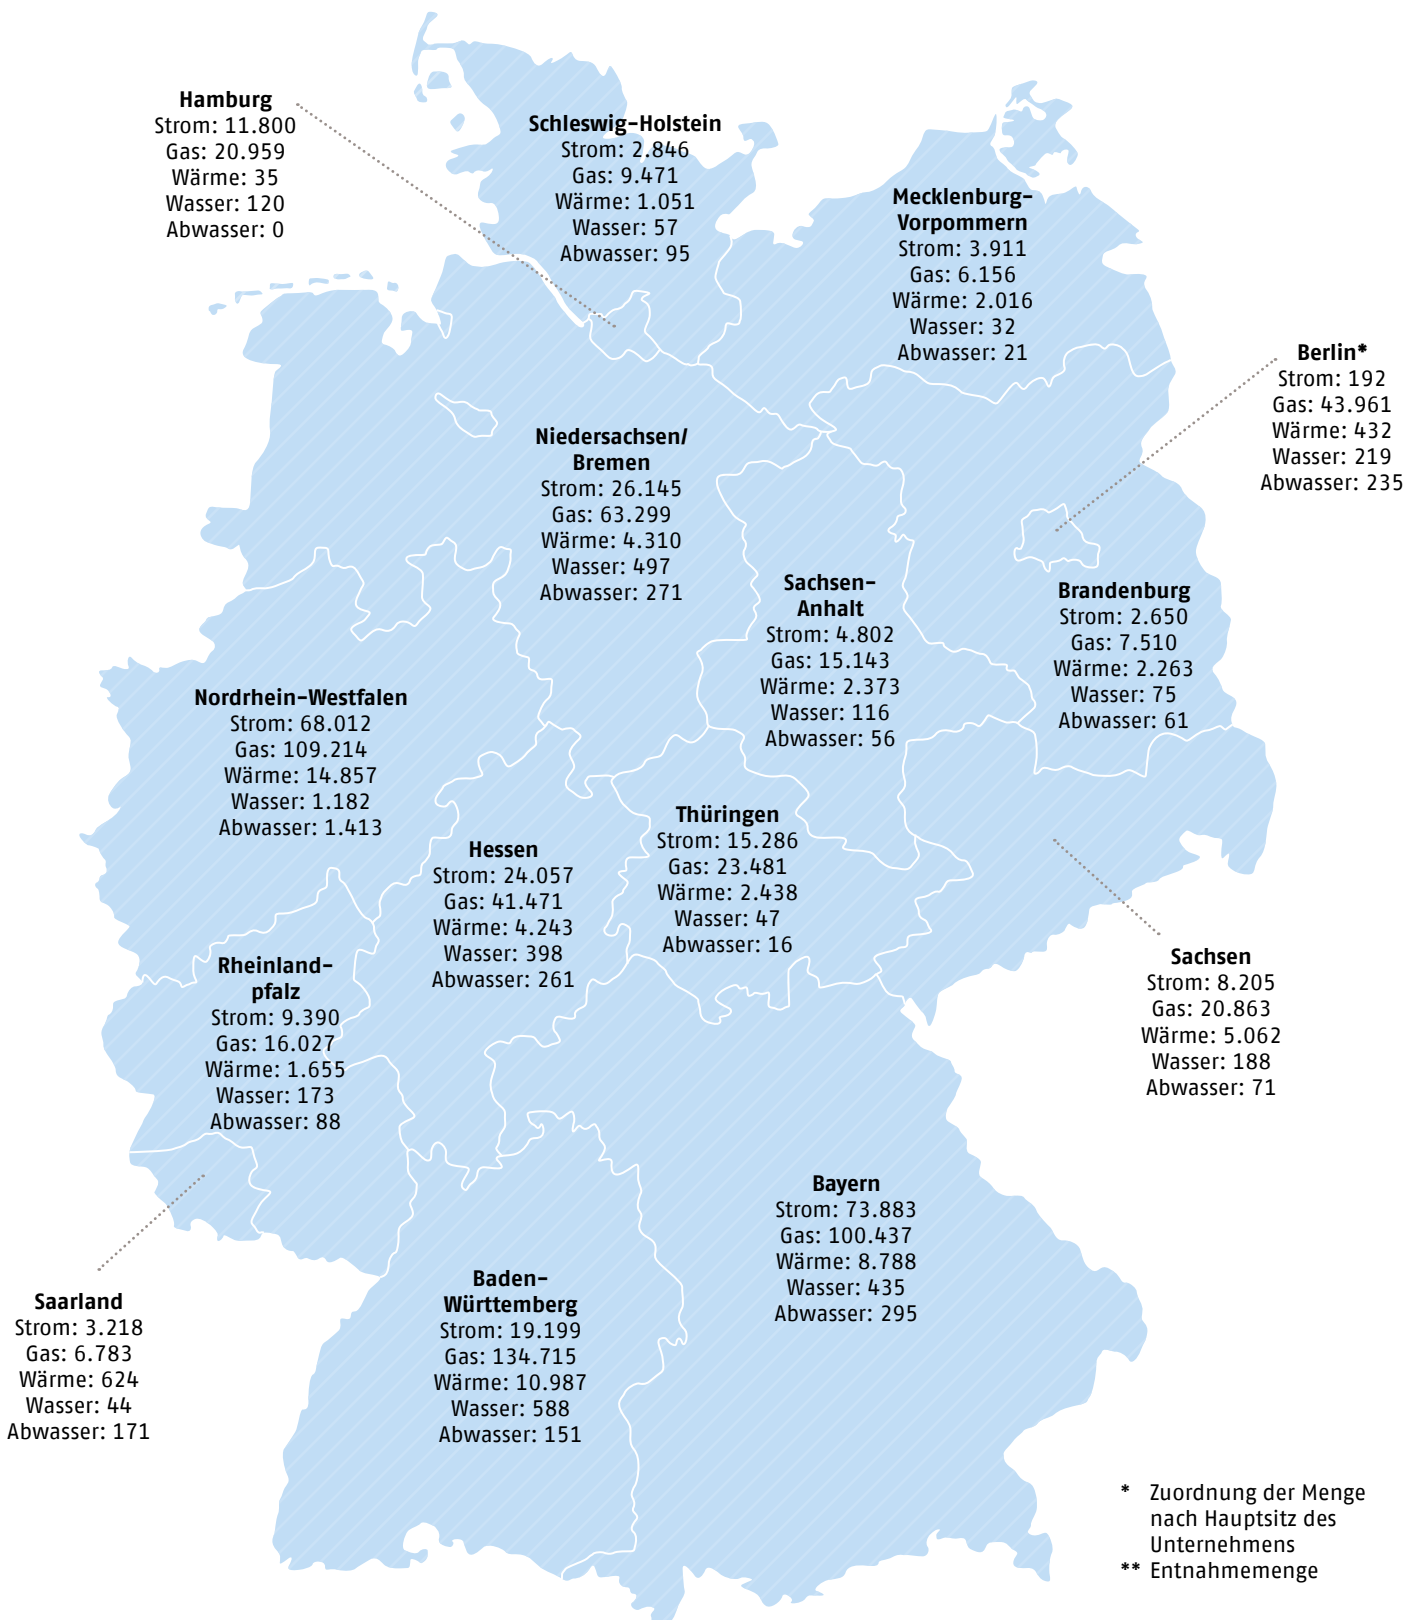 Hamburg
Strom: 11.800
Gas: 20.959
Wärme: 35
Wasser: 120
Abwasser: 0
Schleswig-Holstein
Strom: 2.846
Gas: 9.471
Wärme: 1.051
Wasser: 57
Abwasser: 95
Mecklenburg-
Vorpommern
Strom: 3.911
Gas: 6.156
Wärme: 2.016
Wasser: 32
Abwasser: 21
Berlin*
Strom: 192
Gas: 43.961
Wärme: 432
Wasser: 219
Abwasser: 235
Niedersachsen/
Bremen
Strom: 26.145
Gas: 63.299
Wärme: 4.310
Wasser: 497
Abwasser: 271
Sachsen-
Anhalt
Strom: 4.802
Gas: 15.143
Wärme: 2.373
Wasser: 116
Abwasser: 56
Brandenburg
Strom: 2.650
Gas: 7.510
Wärme: 2.263
Wasser: 75
Abwasser: 61
Nordrhein-Westfalen
Strom: 68.012
Gas: 109.214
Wärme: 14.857
Wasser: 1.182
Abwasser: 1.413
Hessen
Strom: 24.057
Gas: 41.471
Wärme: 4.243
Wasser: 398
Abwasser: 261
Thüringen
Strom: 15.286
Gas: 23.481
Wärme: 2.438
Wasser: 47
Abwasser: 16
Sachsen
Strom: 8.205
Gas: 20.863
Wärme: 5.062
Wasser: 188
Abwasser: 71
Rheinland-
pfalz
Strom: 9.390
Gas: 16.027
Wärme: 1.655
Wasser: 173
Abwasser: 88
Saarland
Strom: 3.218
Gas: 6.783
Wärme: 624
Wasser: 44
Abwasser: 171
Baden-
Württemberg
Strom: 19.199
Gas: 134.715
Wärme: 10.987
Wasser: 588
Abwasser: 151
Bayern
Strom: 73.883
Gas: 100.437
Wärme: 8.788
Wasser: 435
Abwasser: 295
* Zuordnung der Menge
nach Hauptsitz des
Unternehmens
** Entnahmemenge